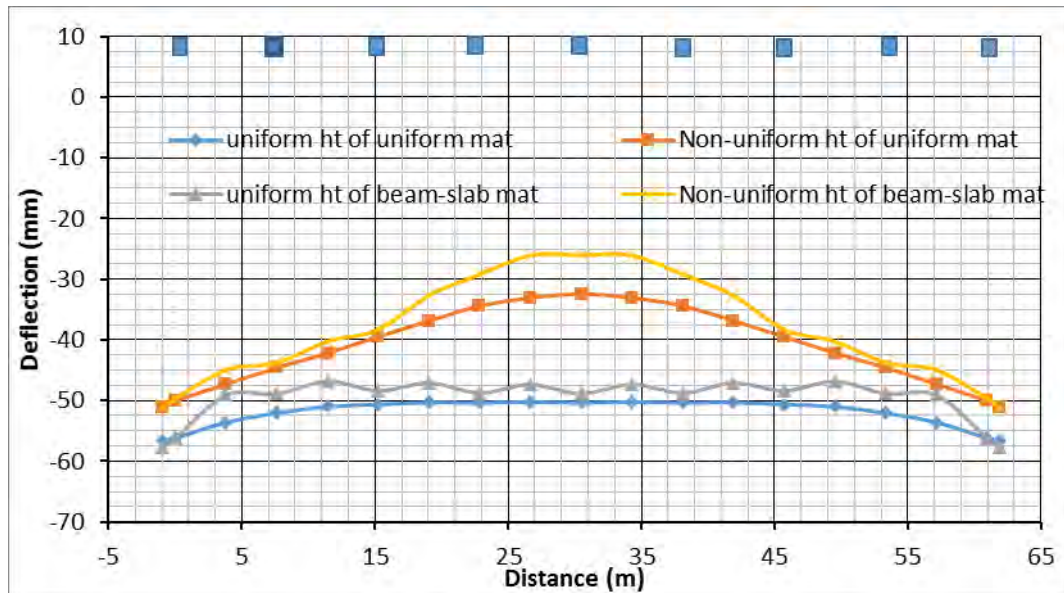 10
0
-10
-20
-30
-40
-50
-60
-70
Deflection (mm)
uniform ht of uniform mat
Non-uniform ht of uniform mat
uniform ht of beam-slab mat
Non-uniform ht of beam-slab mat
-5 5 15 25 35 45 55 65
Distance (m)